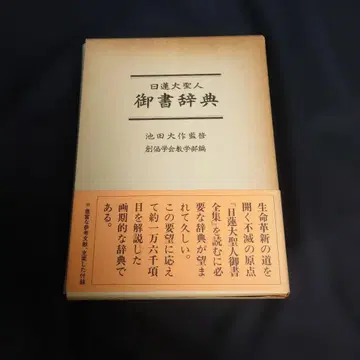 日蓮大聖人
御書辞典
池田大作監修
創価学会教学部編
生命革新の道を
開く不滅の原点
『日蓮大聖人御書
全集』を読むに必
要な辞典が望ま
れて久しい。
この要望に応え
て約一万六千項
目を解説した
画期的な辞典で
ある。